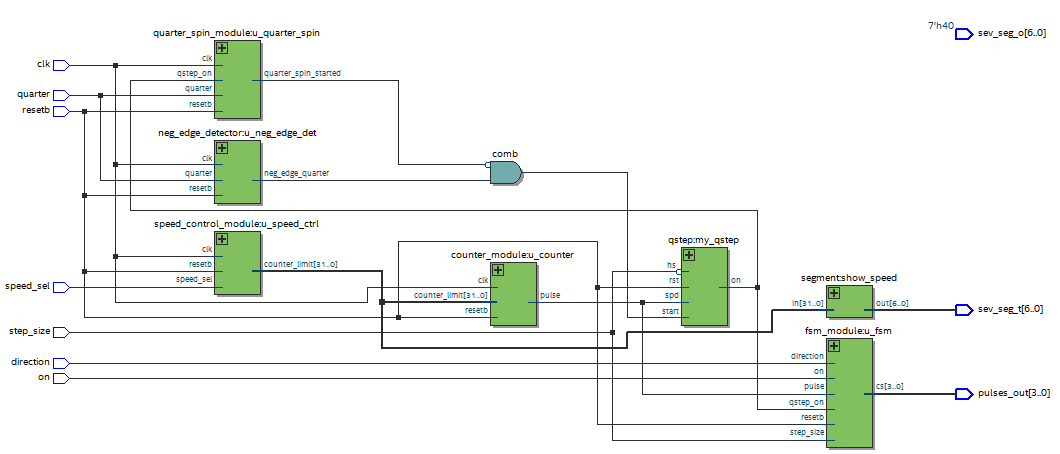 7'h40
sev_seg_o[6..0]
quarter_spin_module:u_quarter_spin
clk
clk
qstep_on
quarter_spin_started
quarter
quarter
resetb
resetb
neg_edge_detector:u_neg_edge_det
comb
clk
quarter
neg_edge_quarter
resetb
speed_control_module:u_speed_ctrl
qstep:my_qstep
clk
counter_module:u_counter
resetb
counter_limit[31..0]
hs
speed_sel
speed_sel
clk
rst
on
segment:show_speed
counter_limit[31..0]
pulse
spd
in[31..0]
out[6..0]
sev_seg_t[6..0]
resetb
start
step_size
fsm_module:u_fsm
direction
direction
on
on
pulse
cs[3..0]
pulses_out[3..0]
qstep_on
resetb
step_size